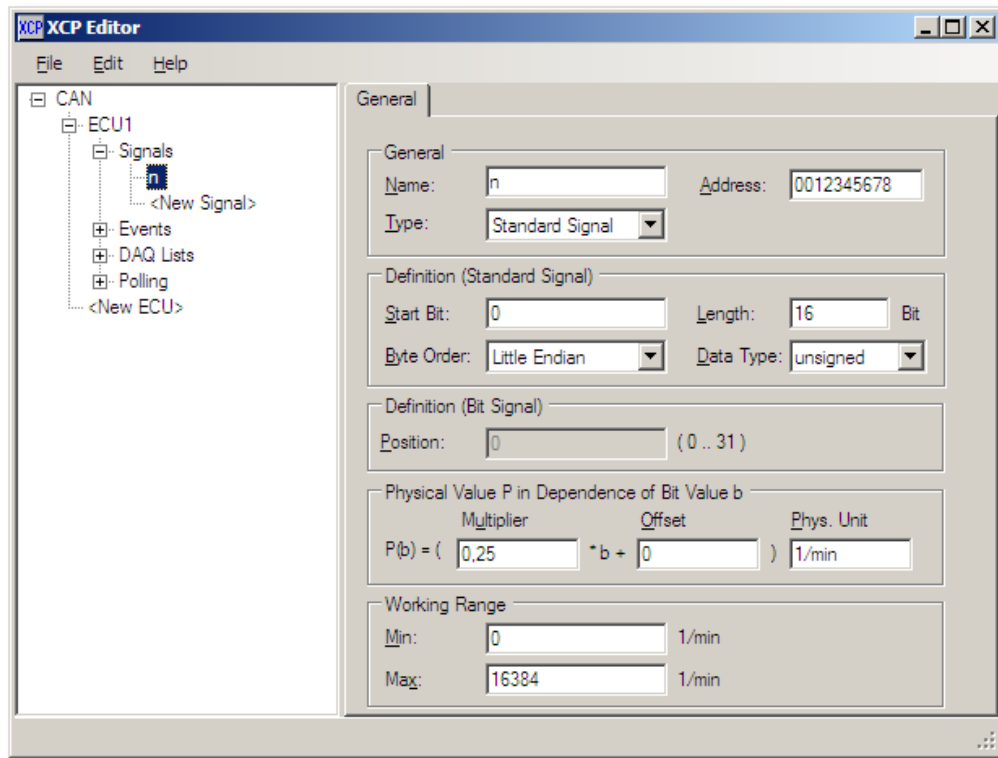 XCP XCP Editor
File Edit Help
CAN
ECU1
Signals
n
<New Signal>
Events
DAQ Lists
Polling
<New ECU>
General
General
Name: n Address: 0012345678
Type: Standard Signal
Definition (Standard Signal)
Start Bit: 0 Length: 16 Bit
Byte Order: Little Endian Data Type: unsigned
Definition (Bit Signal)
Position: 0 ( 0 .. 31 )
Physical Value P in Dependence of Bit Value b
Multiplier Offset Phys. Unit
P(b) = ( 0,25 * b + 0 ) 1/min
Working Range
Min: 0 1/min
Max: 16384 1/min